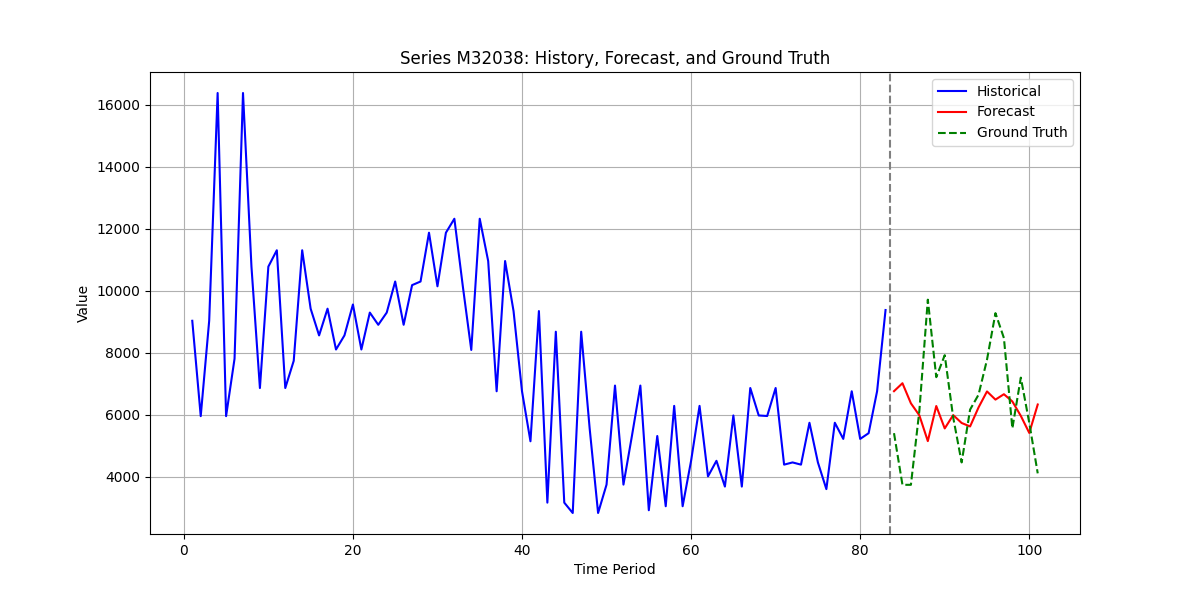 Series M32038: History, Forecast, and Ground Truth
Historical
Forecast
Ground Truth
16000
14000
12000
10000
8000
6000
4000
Value
0 20 40 60 80 100
Time Period